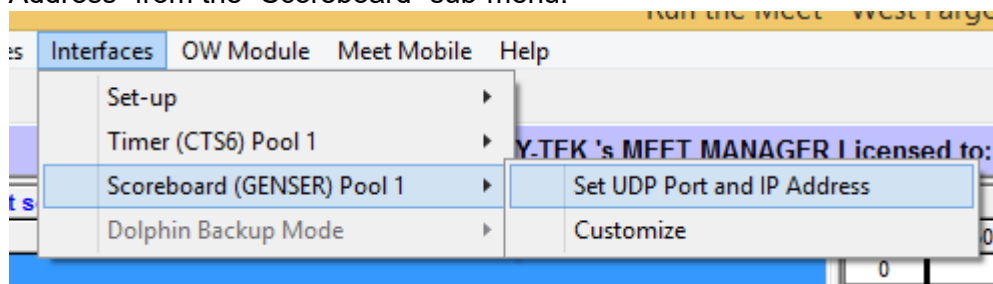 Address" from the "Scoreboard" sub-menu.
Run the Meet - West Fargo
es Interfaces OW Module Meet Mobile Help
Set-up
Timer (CTS6) Pool 1
Y-TEK 's MEET MANAGER Licensed to:
Scoreboard (GENSER) Pool 1
Set UDP Port and IP Address
t s
Dolphin Backup Mode
Customize
0